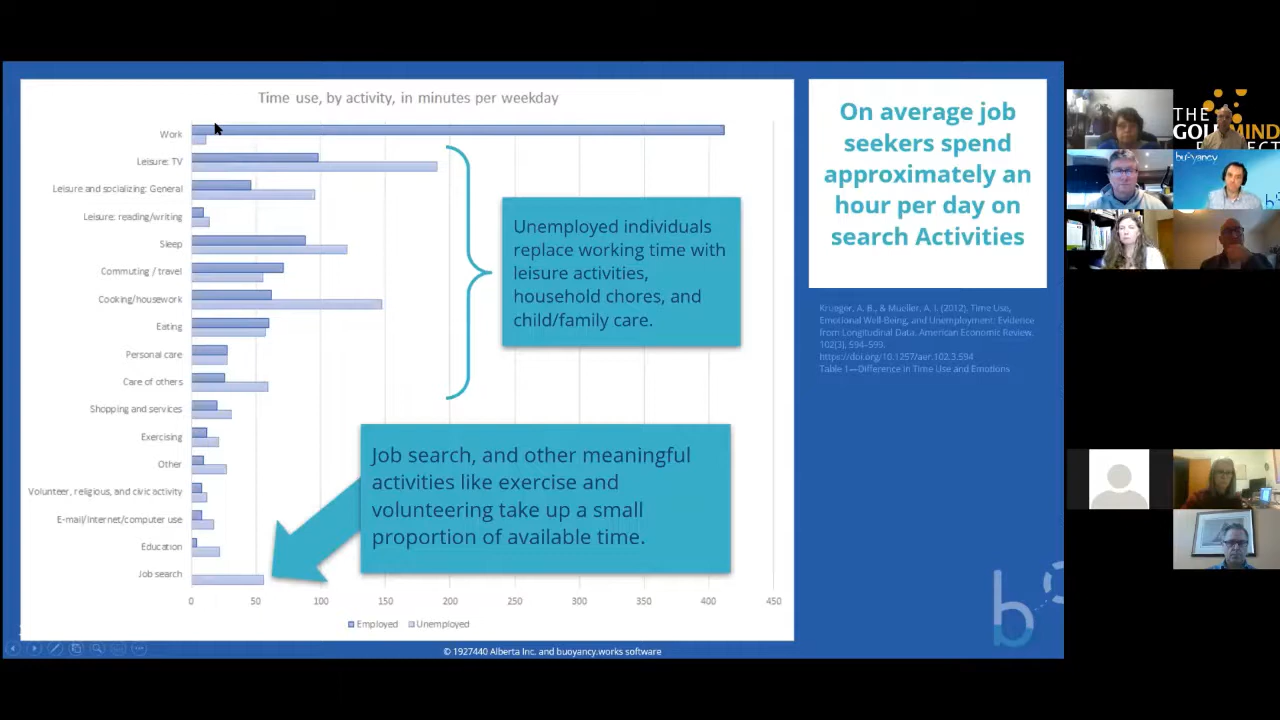 Time use, by activity, in minutes per weekday
Work
Leisure: TV
Leisure and socializing: General
Leisure: reading/writing
Sleep
Commuting / travel
Cooking/housework
Eating
Personal care
Care of others
Shopping and services
Exercising
Other
Volunteer, religious, and civic activity
E-mail/Internet/computer use
Education
Job search
0 50 100 150 200 250 300 350 400 450
Employed Unemployed
Unemployed individuals
replace working time with
leisure activities,
household chores, and
child/family care.
Job search, and other meaningful
activities like exercise and
volunteering take up a small
proportion of available time.
On average job
seekers spend
approximately an
hour per day on
search Activities
Krueger, A. B., & Mueller, A. I. (2012). Time Use,
Emotional Well-Being, and Unemployment: Evidence
from Longitudinal Data. American Economic Review,
102(3), 594–599.
https://doi.org/10.1257/aer.102.3.594
Table 1—Difference in Time Use and Emotions
b
© 1927440 Alberta Inc. and buoyancy.works software
THE
buoyancy